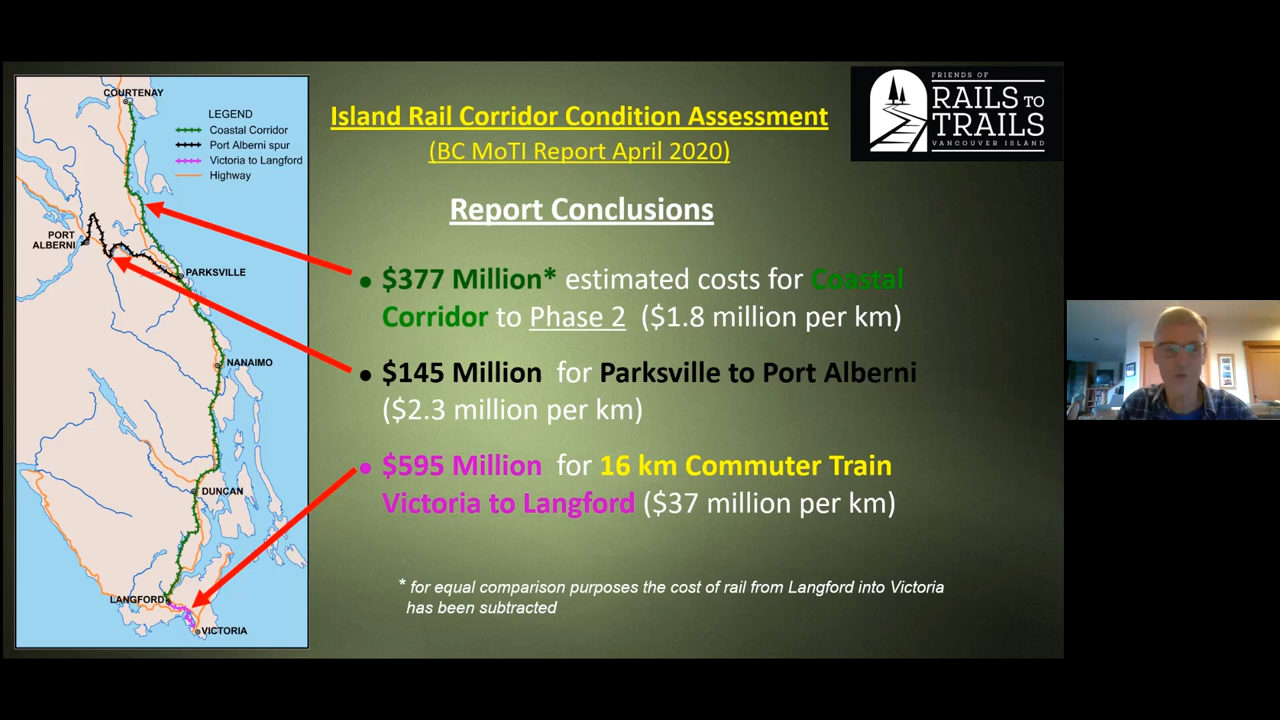 COURTENAY
LEGEND
Coastal Corridor
Port Alberni spur
Victoria to Langford
Highway
PORT
ALBERNI
PARKSVILLE
NANAIMO
DUNCAN
LANGFORD
VICTORIA
Island Rail Corridor Condition Assessment
(BC MoTI Report April 2020)
FRIENDS OF
RAILS TO
TRAILS
VANCOUVER ISLAND
Report Conclusions
• $377 Million* estimated costs for Coastal
Corridor to Phase 2 ($1.8 million per km)
• $145 Million for Parksville to Port Alberni
($2.3 million per km)
• $595 Million for 16 km Commuter Train
Victoria to Langford ($37 million per km)
* for equal comparison purposes the cost of rail from Langford into Victoria
has been subtracted